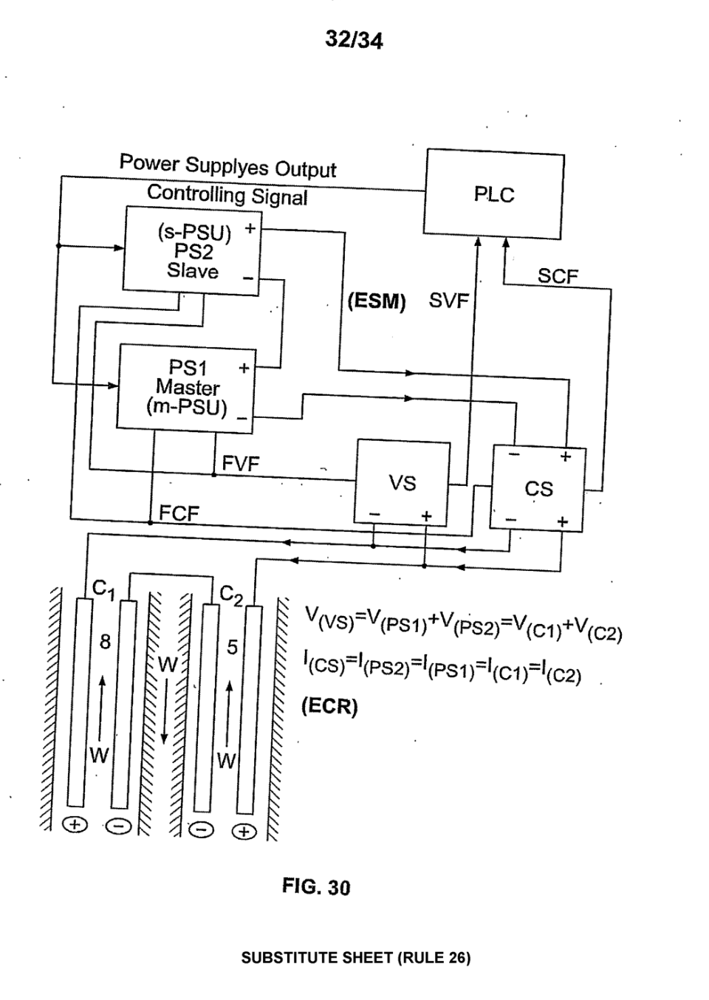 32/34
Power Supplyes Output
Controlling Signal
PLC
(s-PSU) +
PS2
Slave
−
SCF
(ESM) SVF
PS1 +
Master
(m-PSU) −
FVF
VS
− +
− +
CS
− +
FCF
C1
C2
8
5
W
W
W
V(VS)=V(PS1)+V(PS2)=V(C1)+V(C2)
I(CS)=I(PS2)=I(PS1)=I(C1)=I(C2)
(ECR)
+ − − +
FIG. 30
SUBSTITUTE SHEET (RULE 26)